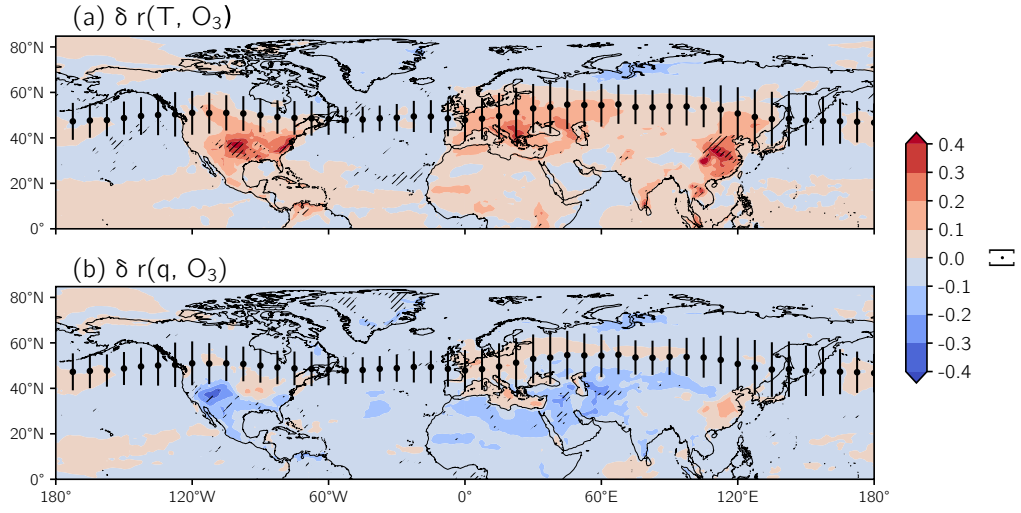 (a) δ r(T, O₃)
80°N
60°N
40°N
20°N
0°
(b) δ r(q, O₃)
80°N
60°N
40°N
20°N
0°
180° 120°W 60°W 0° 60°E 120°E 180°
0.4
0.3
0.2
0.1
0.0
-0.1
-0.2
-0.3
-0.4
[·]